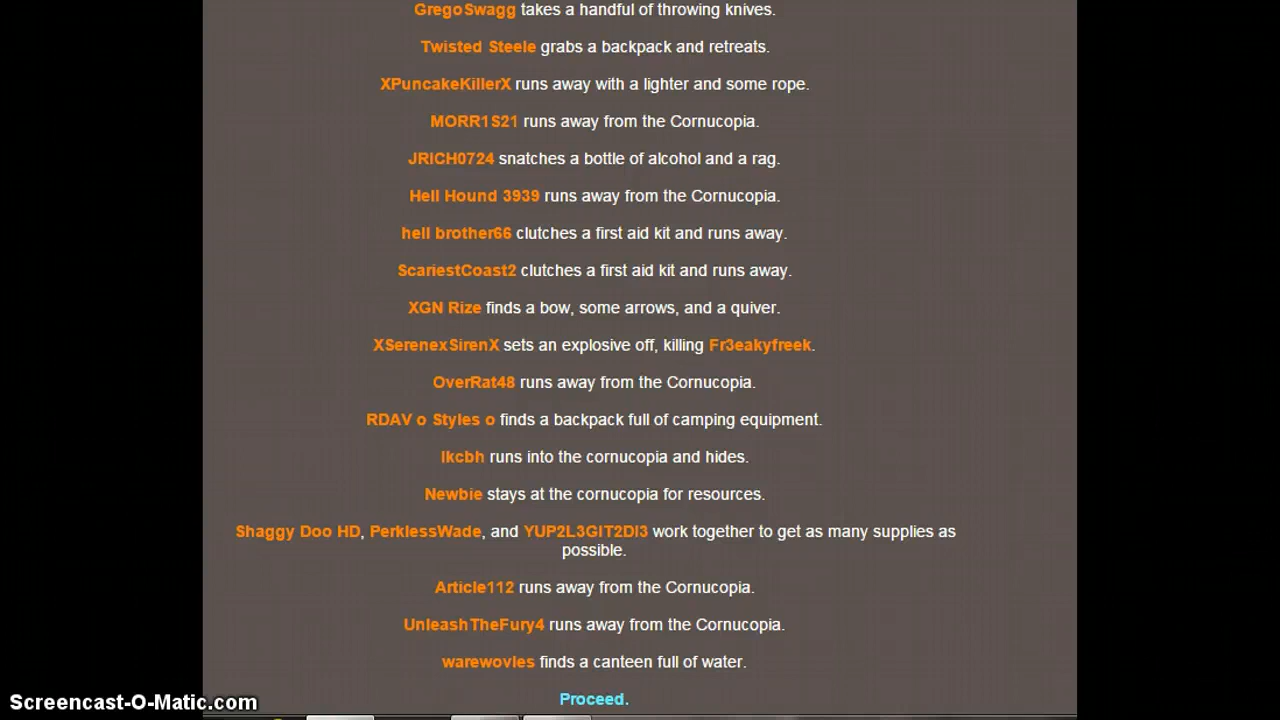 GregoSwagg takes a handful of throwing knives.
Twisted Steele grabs a backpack and retreats.
XPuncakeKillerX runs away with a lighter and some rope.
MORR1S21 runs away from the Cornucopia.
JRICH0724 snatches a bottle of alcohol and a rag.
Hell Hound 3939 runs away from the Cornucopia.
hell brother66 clutches a first aid kit and runs away.
ScariestCoast2 clutches a first aid kit and runs away.
XGN Rize finds a bow, some arrows, and a quiver.
XSerenexSirenX sets an explosive off, killing Fr3eakyfreek.
OverRat48 runs away from the Cornucopia.
RDAV o Styles o finds a backpack full of camping equipment.
lkcbh runs into the cornucopia and hides.
Newbie stays at the cornucopia for resources.
Shaggy Doo HD, PerklessWade, and YUP2L3GIT2DI3 work together to get as many supplies as
possible.
Article112 runs away from the Cornucopia.
UnleashTheFury4 runs away from the Cornucopia.
warewovles finds a canteen full of water.
Proceed.
Screencast-O-Matic.com